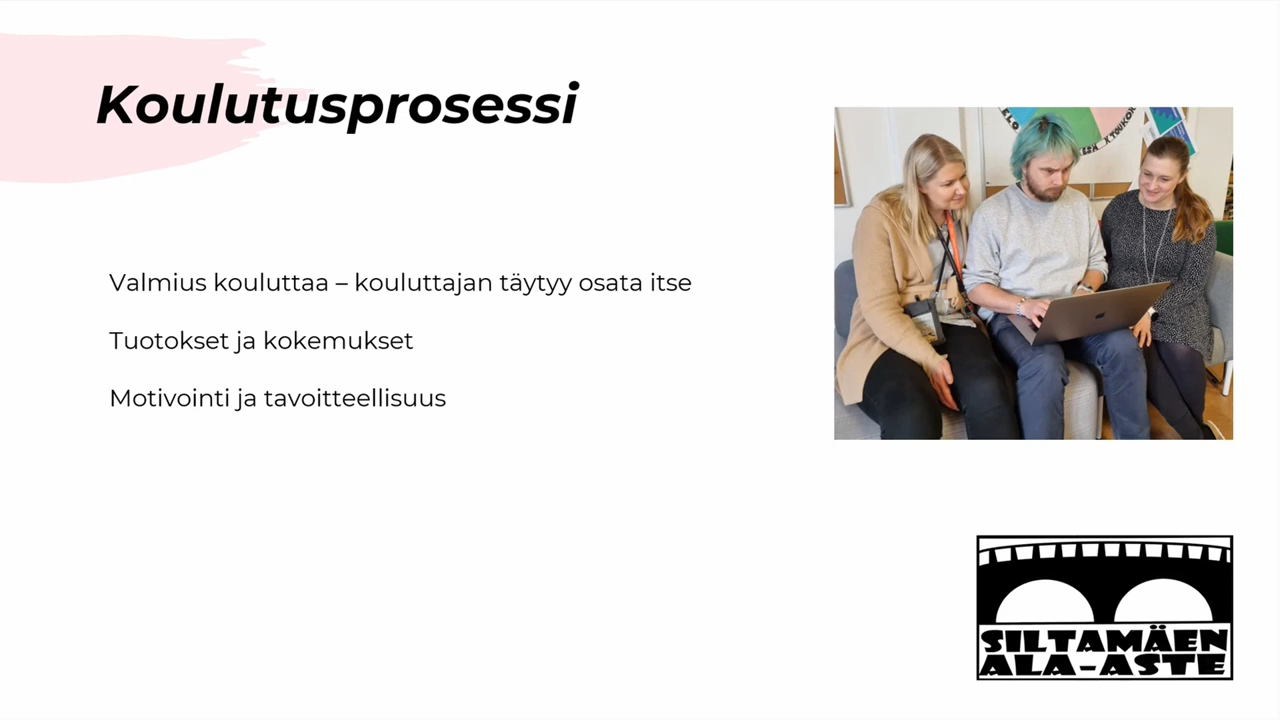 Koulutusprosessi
Valmius kouluttaa – kouluttajan täytyy osata itse
Tuotokset ja kokemukset
Motivointi ja tavoitteellisuus
SILTAMÄEN
ALA-ASTE